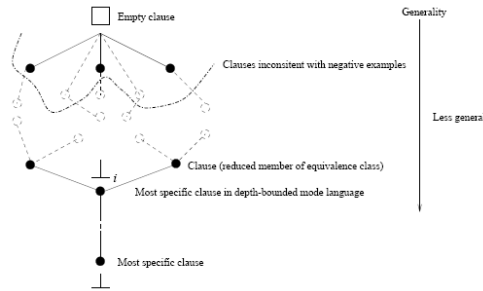 Empty clause
Generality
Clauses inconsitent with negative examples
Less genera
Clause (reduced member of equivalence class)
i
Most specific clause in depth-bounded mode language
Most specific clause